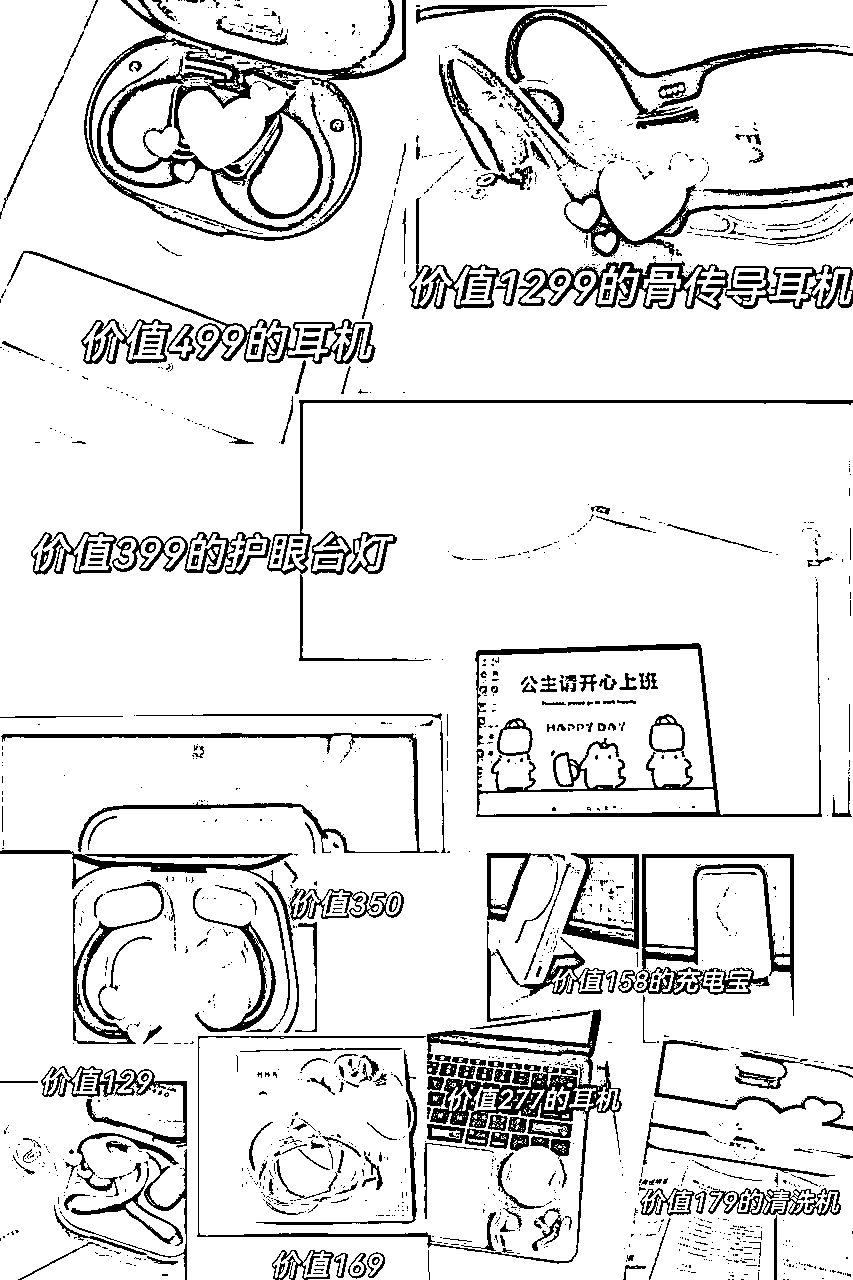 价值1299的骨传导耳机
价值499的耳机
价值399的护眼台灯
公主请开心上班
HAPPY DAY
价值350
价值158的充电宝
价值129
价值277的耳机
价值179的清洗机
价值169